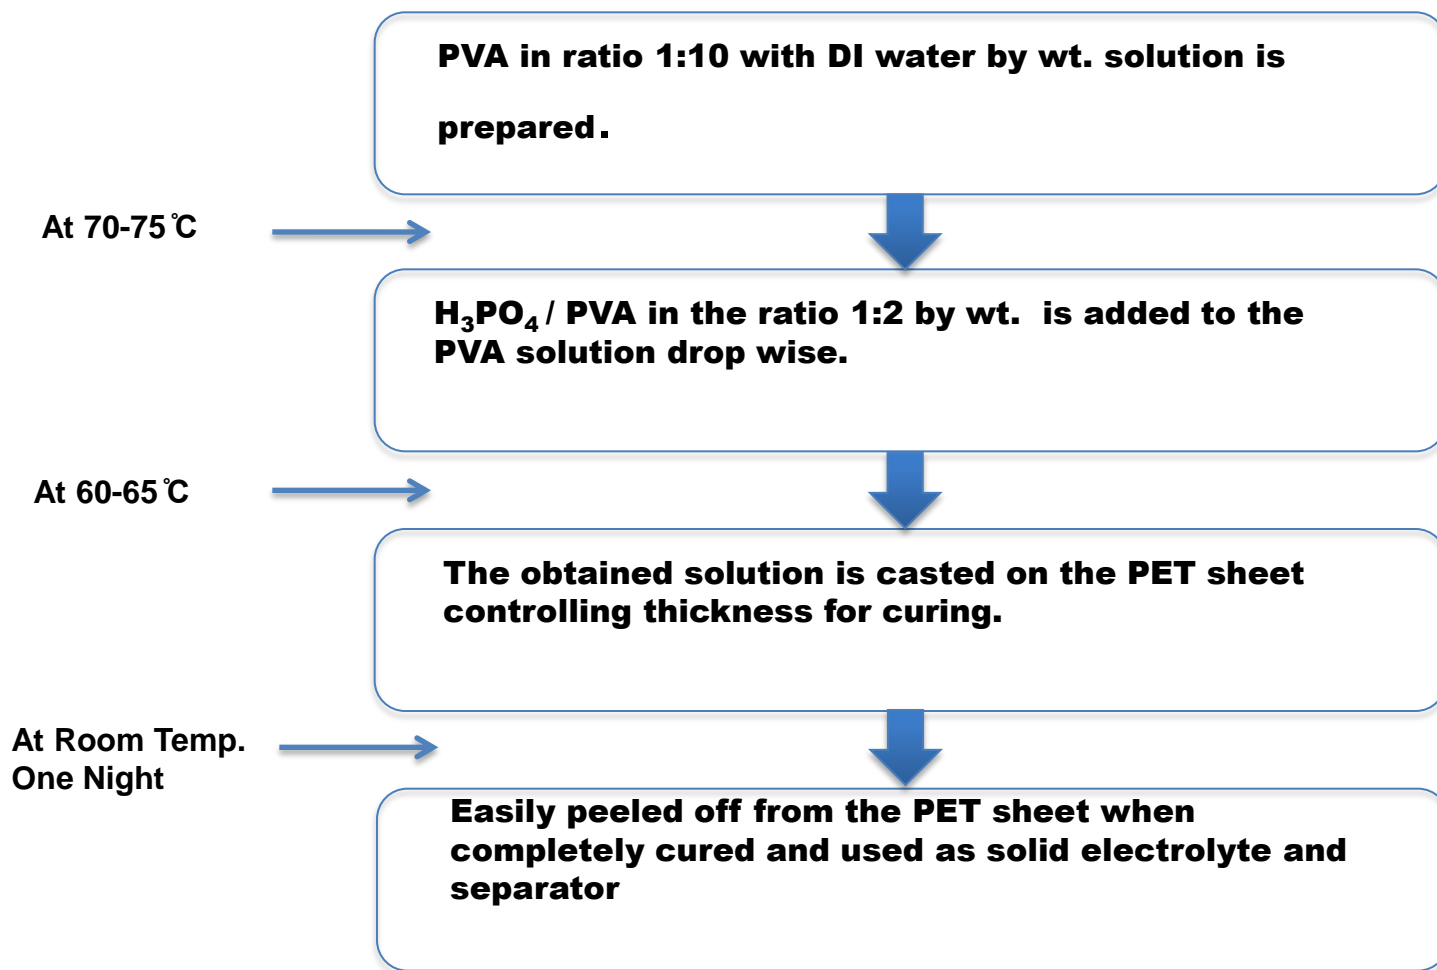 PVA in ratio 1:10 with DI water by wt. solution is
prepared.
At 70-75 ℃
H₃PO₄ / PVA in the ratio 1:2 by wt. is added to the
PVA solution drop wise.
At 60-65 ℃
The obtained solution is casted on the PET sheet
controlling thickness for curing.
At Room Temp.
One Night
Easily peeled off from the PET sheet when
completely cured and used as solid electrolyte and
separator